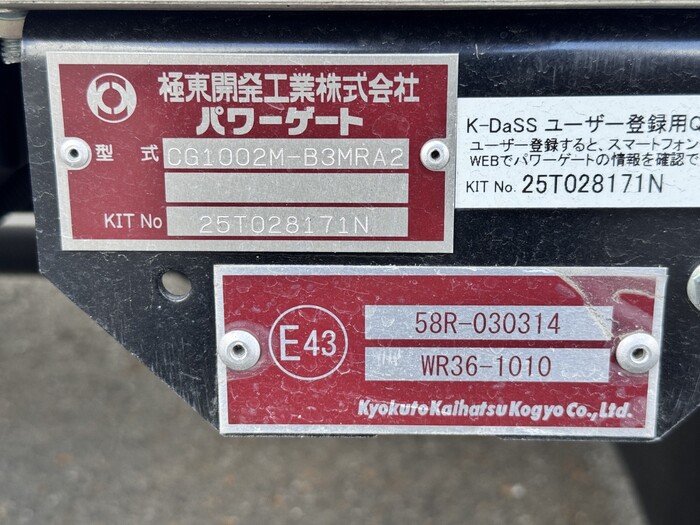 極東開発工業株式会社
パワーゲート
型 式 CG1002M-B3MRA2
KIT No 25T028171N
K-DaSS ユーザー登録用Q
ユーザー登録すると、スマートフォン
WEBでパワーゲートの情報を確認で
KIT No. 25T028171N
E43
58R-030314
WR36-1010
Kyokuto Kaihatsu Kogyo Co., Ltd.